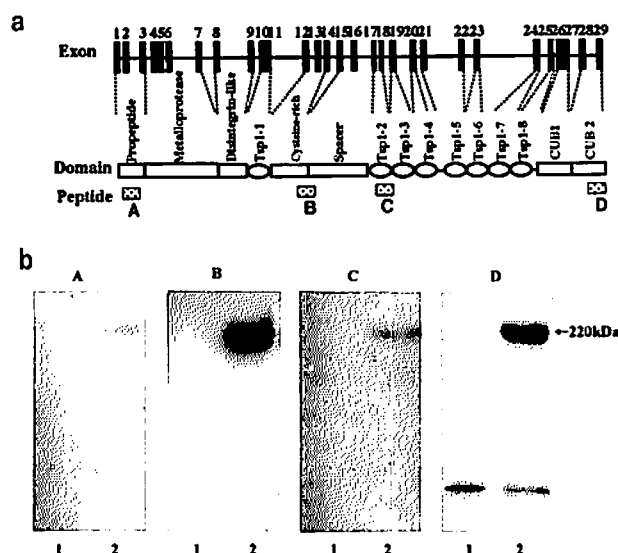 a
1 2 3 4 5 6 7 8 9 10 11 12 13 14 15 16 17 18 19 20 21 22 23 24 25 26 27 28 29
Exon
Propeptide
Metalloprotease
Disintegrin-like
Tsp1-1
Cysteine-rich
Spacer
Tsp1-2
Tsp1-3
Tsp1-4
Tsp1-5
Tsp1-6
Tsp1-7
Tsp1-8
CUB1
CUB 2
Domain
Peptide
A B C D
b
A B C D
←220kDa
1 2 1 2 1 2 1 2